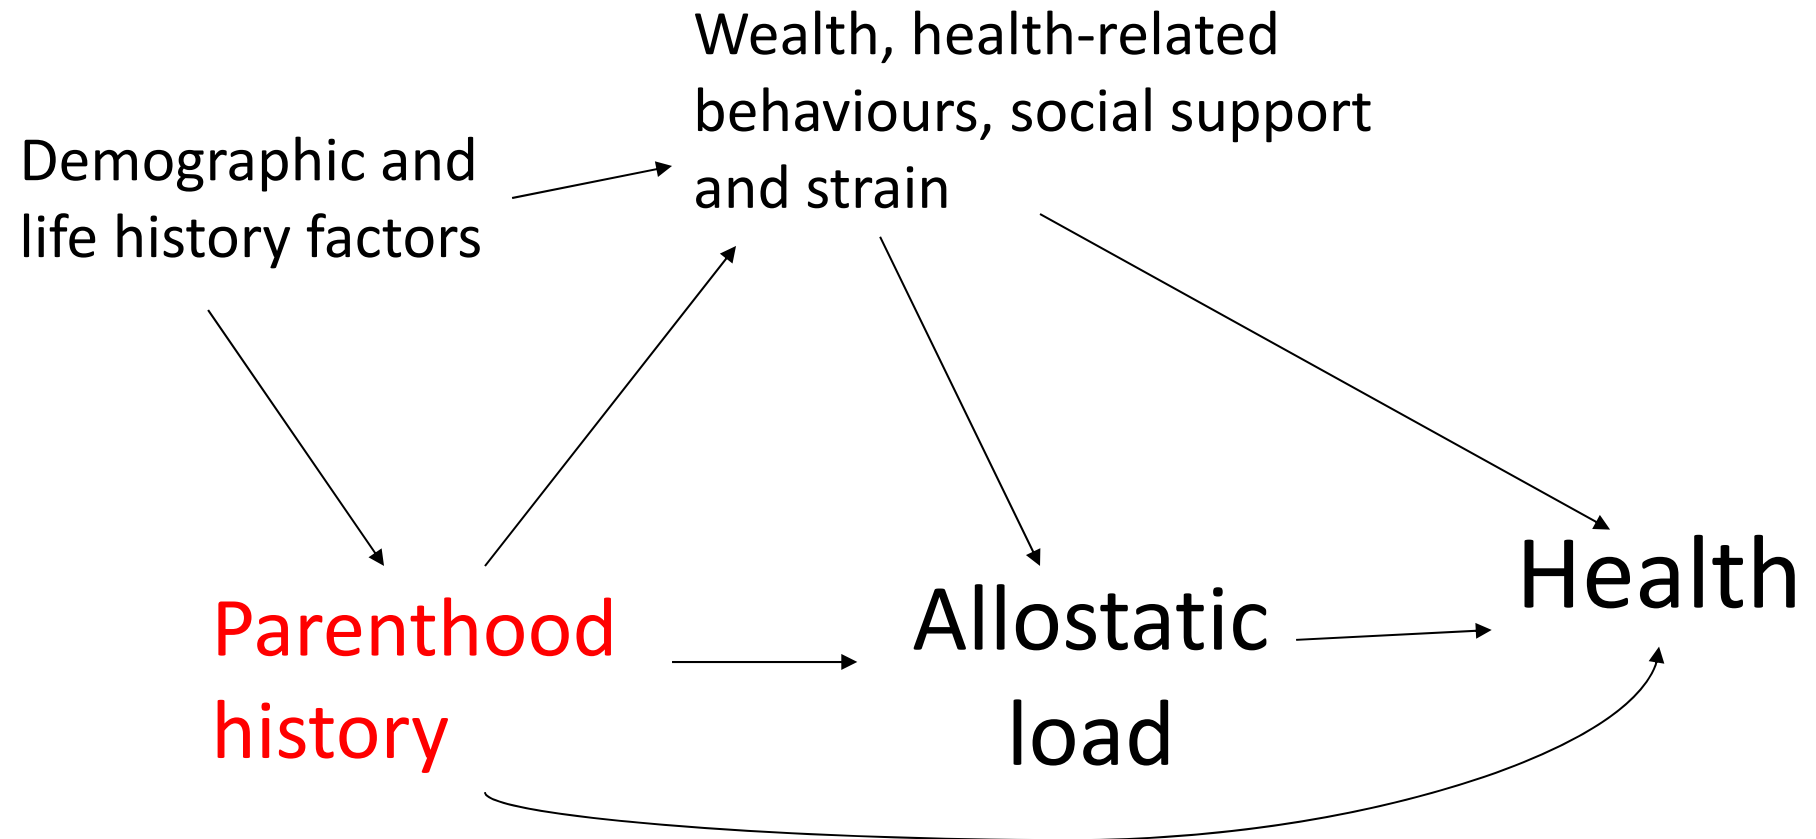 Wealth, health-related
behaviours, social support
and strain
Demographic and
life history factors
Parenthood
history
Allostatic
load
Health